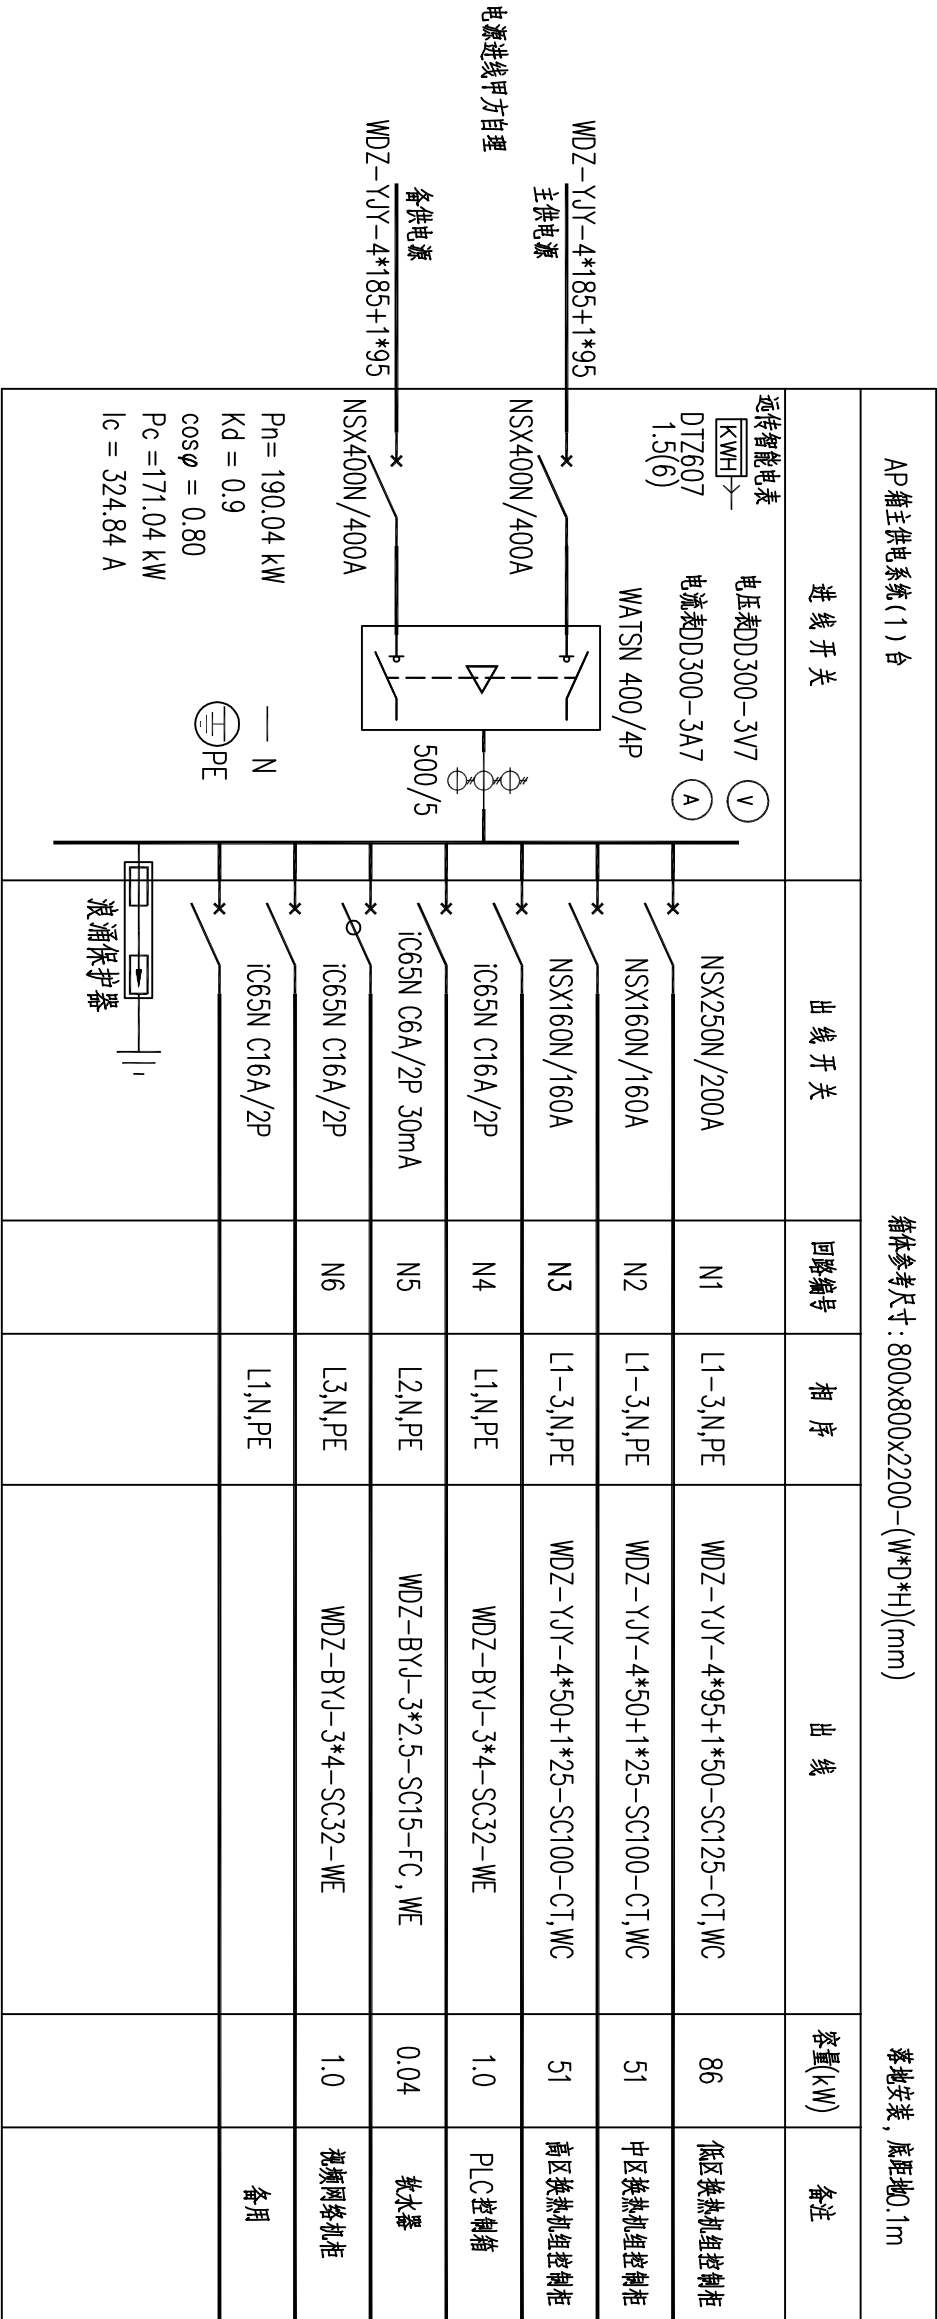 AP箱主供电系统(1)台
箱体参考尺寸:800x800x2200-(W*D*H)(mm)
落地安装,底距地0.1m
进线开关
出线开关
回路编号
相序
出线
容量(kW)
备注
电源进线甲方自理
WDZ-YJY-4*185+1*95
主供电源
WDZ-YJY-4*185+1*95
备供电源
远传智能电表
KWH
DTZ607
1.5(6)
电压表DD300-3V7
V
电流表DD300-3A7
A
NSX400N/400A
WATSN 400/4P
NSX400N/400A
500/5
Pn= 190.04 kW
Kd = 0.9
cosφ = 0.80
Pc =171.04 kW
Ic = 324.84 A
N
PE
NSX250N/200A
N1
L1-3,N,PE
WDZ-YJY-4*95+1*50-SC125-CT,WC
86
低区换热机组控制柜
NSX160N/160A
N2
L1-3,N,PE
WDZ-YJY-4*50+1*25-SC100-CT,WC
51
中区换热机组控制柜
NSX160N/160A
N3
L1-3,N,PE
WDZ-YJY-4*50+1*25-SC100-CT,WC
51
高区换热机组控制柜
iC65N C16A/2P
N4
L1,N,PE
WDZ-BYJ-3*4-SC32-WE
1.0
PLC控制箱
iC65N C6A/2P 30mA
N5
L2,N,PE
WDZ-BYJ-3*2.5-SC15-FC,WE
0.04
软水器
iC65N C16A/2P
N6
L3,N,PE
WDZ-BYJ-3*4-SC32-WE
1.0
视频网络机柜
iC65N C16A/2P
L1,N,PE
备用
浪涌保护器